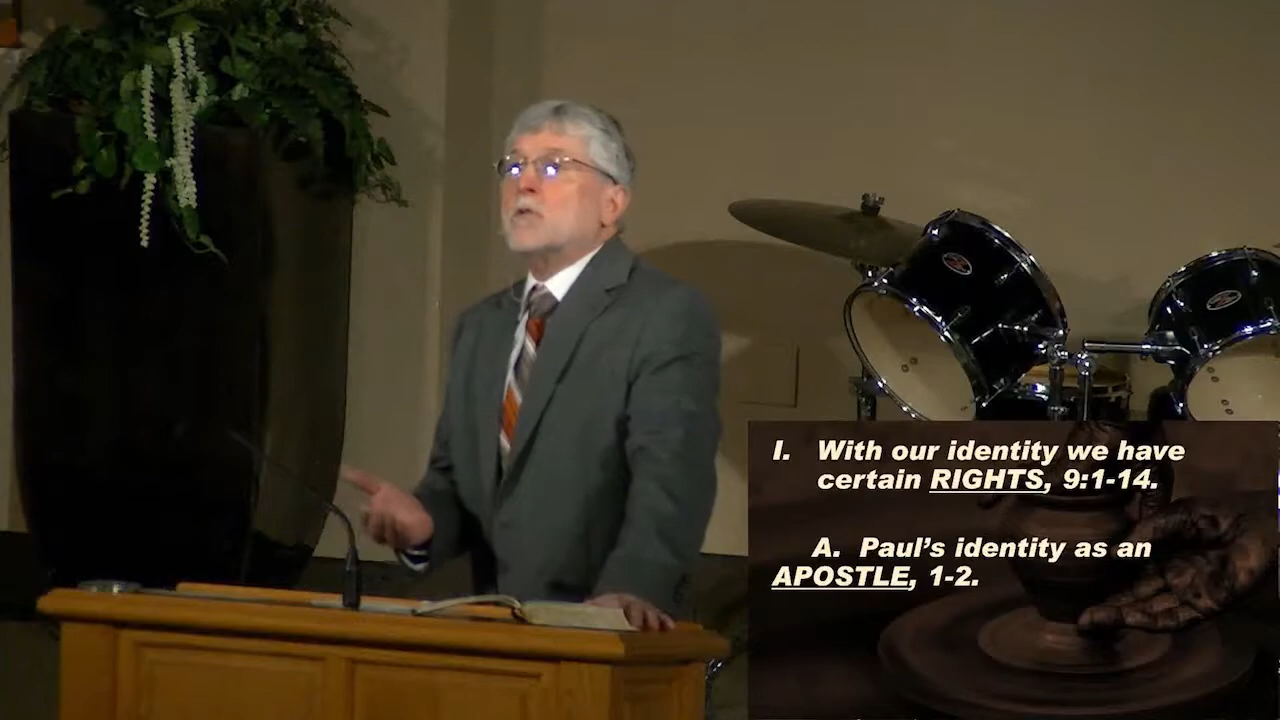 I. With our identity we have
certain RIGHTS, 9:1-14.
A. Paul's identity as an
APOSTLE, 1-2.